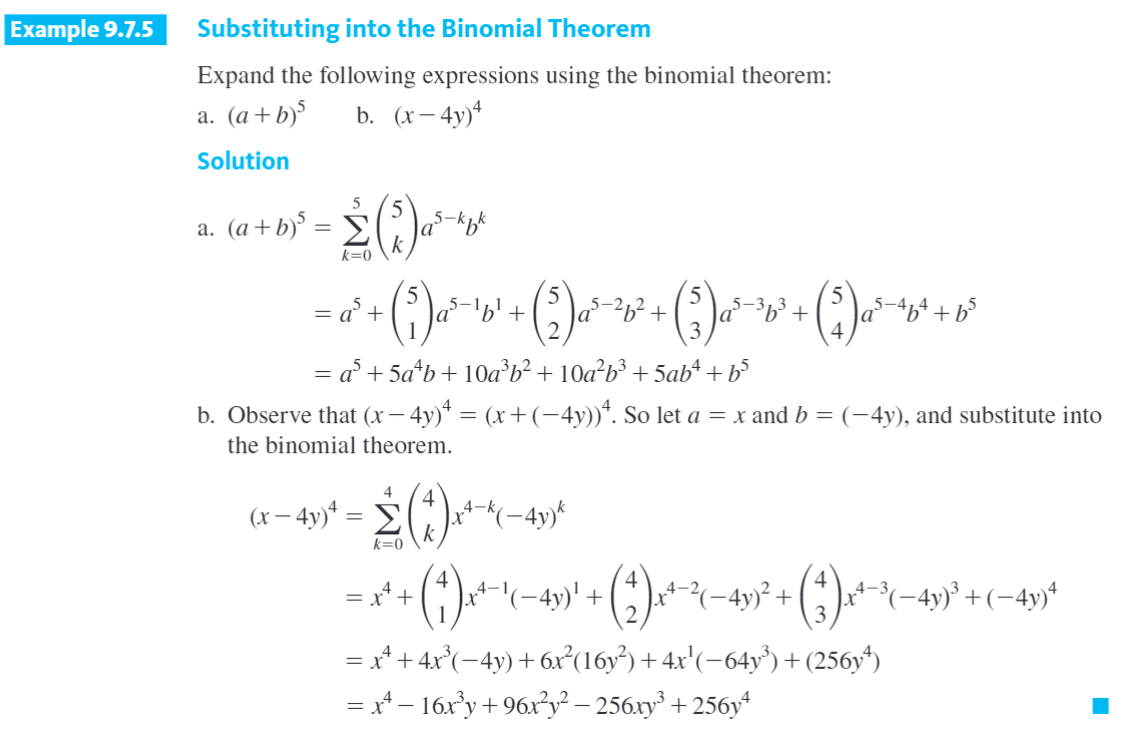 Example 9.7.5 Substituting into the Binomial Theorem
Expand the following expressions using the binomial theorem:
a. $(a+b)^5$ b. $(x-4y)^4$
Solution
a. $(a+b)^5 = \sum_{k=0}^{5} \binom{5}{k} a^{5-k}b^k$
$= a^5 + \binom{5}{1}a^{5-1}b^1 + \binom{5}{2}a^{5-2}b^2 + \binom{5}{3}a^{5-3}b^3 + \binom{5}{4}a^{5-4}b^4 + b^5$
$= a^5 + 5a^4b + 10a^3b^2 + 10a^2b^3 + 5ab^4 + b^5$
b. Observe that $(x-4y)^4 = (x+(-4y))^4$. So let $a = x$ and $b = (-4y)$, and substitute into
the binomial theorem.
$(x-4y)^4 = \sum_{k=0}^{4} \binom{4}{k} x^{4-k}(-4y)^k$
$= x^4 + \binom{4}{1}x^{4-1}(-4y)^1 + \binom{4}{2}x^{4-2}(-4y)^2 + \binom{4}{3}x^{4-3}(-4y)^3 + (-4y)^4$
$= x^4 + 4x^3(-4y) + 6x^2(16y^2) + 4x^1(-64y^3) + (256y^4)$
$= x^4 - 16x^3y + 96x^2y^2 - 256xy^3 + 256y^4$